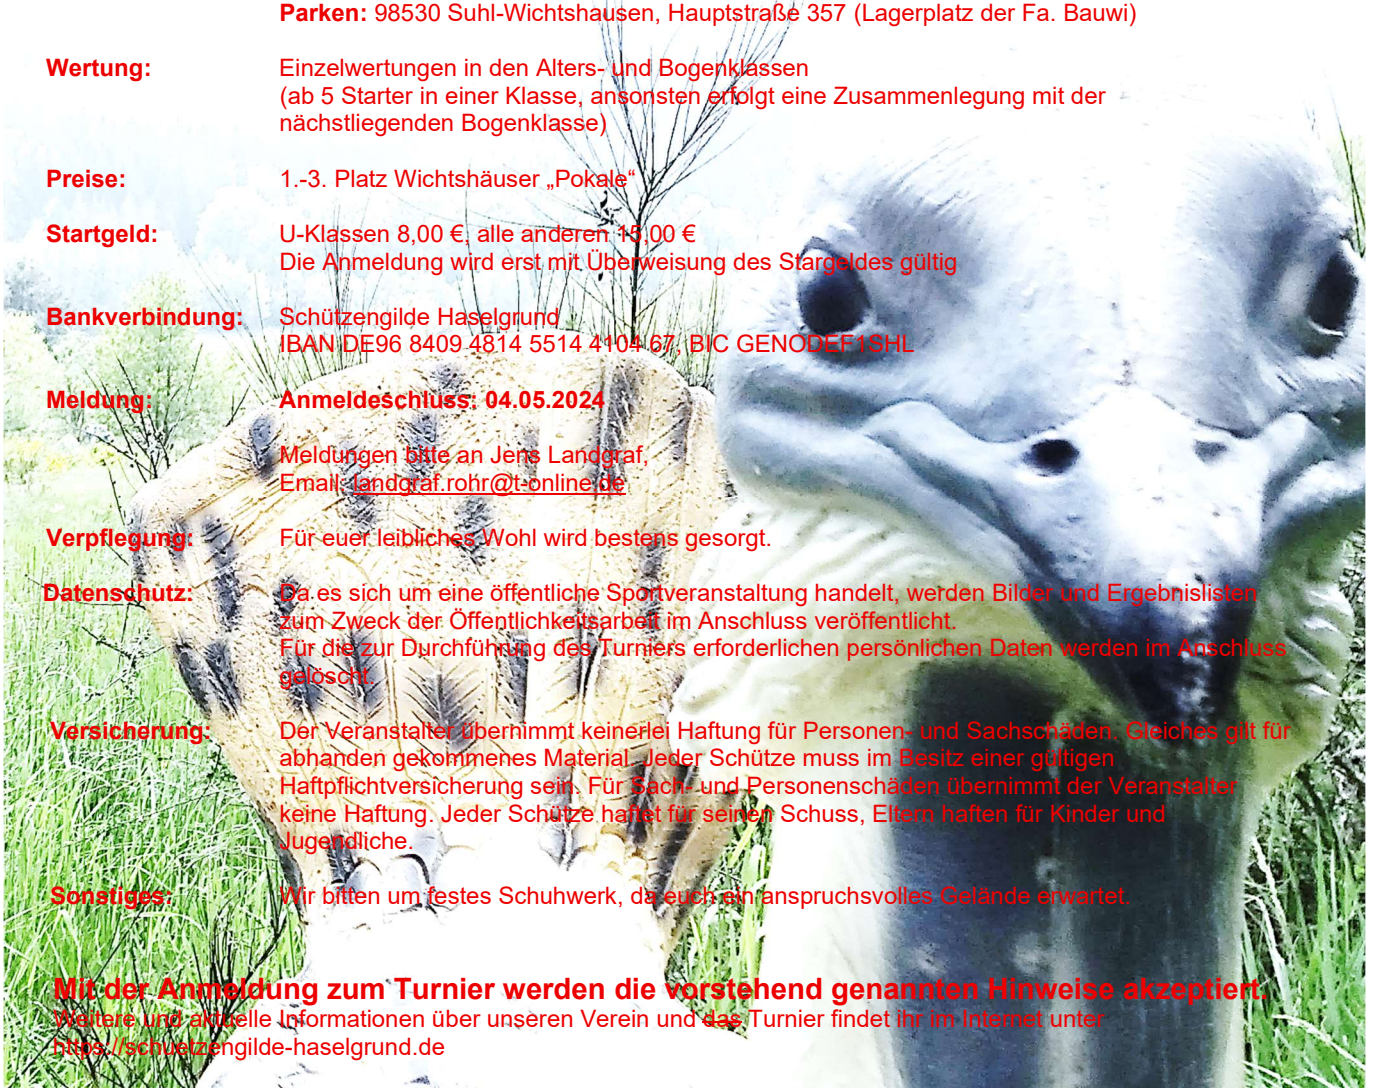 Parken: 98530 Suhl-Wichtshausen, Hauptstraße 357 (Lagerplatz der Fa. Bauwi)
Wertung: Einzelwertungen in den Alters- und Bogenklassen
(ab 5 Starter in einer Klasse, ansonsten erfolgt eine Zusammenlegung mit der
nächstliegenden Bogenklasse)
Preise: 1.-3. Platz Wichtshäuser „Pokale“
Startgeld: U-Klassen 8,00 €, alle anderen 15,00 €
Die Anmeldung wird erst mit Überweisung des Stargeldes gültig
Bankverbindung: Schützengilde Haselgrund
IBAN DE96 8409 4814 5514 4104 67, BIC GENODEF1SHL
Meldung: Anmeldeschluss: 04.05.2024
Meldungen bitte an Jens Landgraf,
Email: landgraf.rohr@t-online.de
Verpflegung: Für euer leibliches Wohl wird bestens gesorgt.
Datenschutz: Da es sich um eine öffentliche Sportveranstaltung handelt, werden Bilder und Ergebnislisten
zum Zweck der Öffentlichkeitsarbeit im Anschluss veröffentlicht.
Für die zur Durchführung des Turniers erforderlichen persönlichen Daten werden im Anschluss
gelöscht.
Versicherung: Der Veranstalter übernimmt keinerlei Haftung für Personen- und Sachschäden. Gleiches gilt für
abhanden gekommenes Material. Jeder Schütze muss im Besitz einer gültigen
Haftpflichtversicherung sein. Für Sach- und Personenschäden übernimmt der Veranstalter
keine Haftung. Jeder Schütze haftet für seinen Schuss, Eltern haften für Kinder und
Jugendliche.
Sonstiges: Wir bitten um festes Schuhwerk, da euch ein anspruchsvolles Gelände erwartet.
Mit der Anmeldung zum Turnier werden die vorstehend genannten Hinweise akzeptiert.
Weitere und aktuelle Informationen über unseren Verein und das Turnier findet ihr im Internet unter
https://schuetzengilde-haselgrund.de